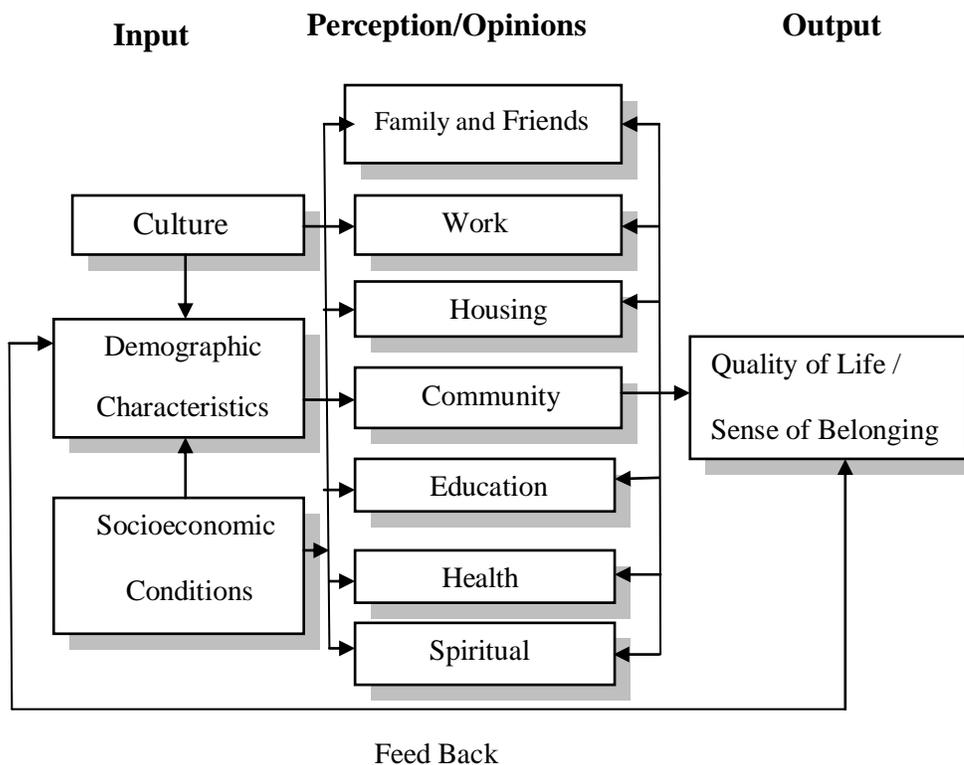 Input
Perception/Opinions
Output
Family and Friends
Culture
Work
Housing
Demographic
Characteristics
Community
Quality of Life /
Sense of Belonging
Education
Socioeconomic
Conditions
Health
Spiritual
Feed Back